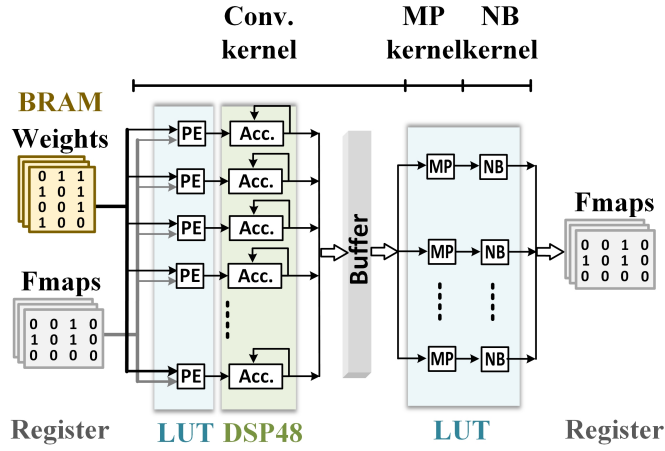 Conv.
kernel
MP
kernel
NB
kernel
BRAM
Weights
0 1 1
1 0 1
0 0 1
1 0 0
Fmaps
0 0 1 0
1 0 1 0
0 0 0 0
PE
Acc.
PE
Acc.
PE
Acc.
PE
Acc.
PE
Acc.
Buffer
MP
NB
MP
NB
MP
NB
Fmaps
0 0 1 0
1 0 1 0
0 0 0 0
Register
LUT
DSP48
LUT
Register